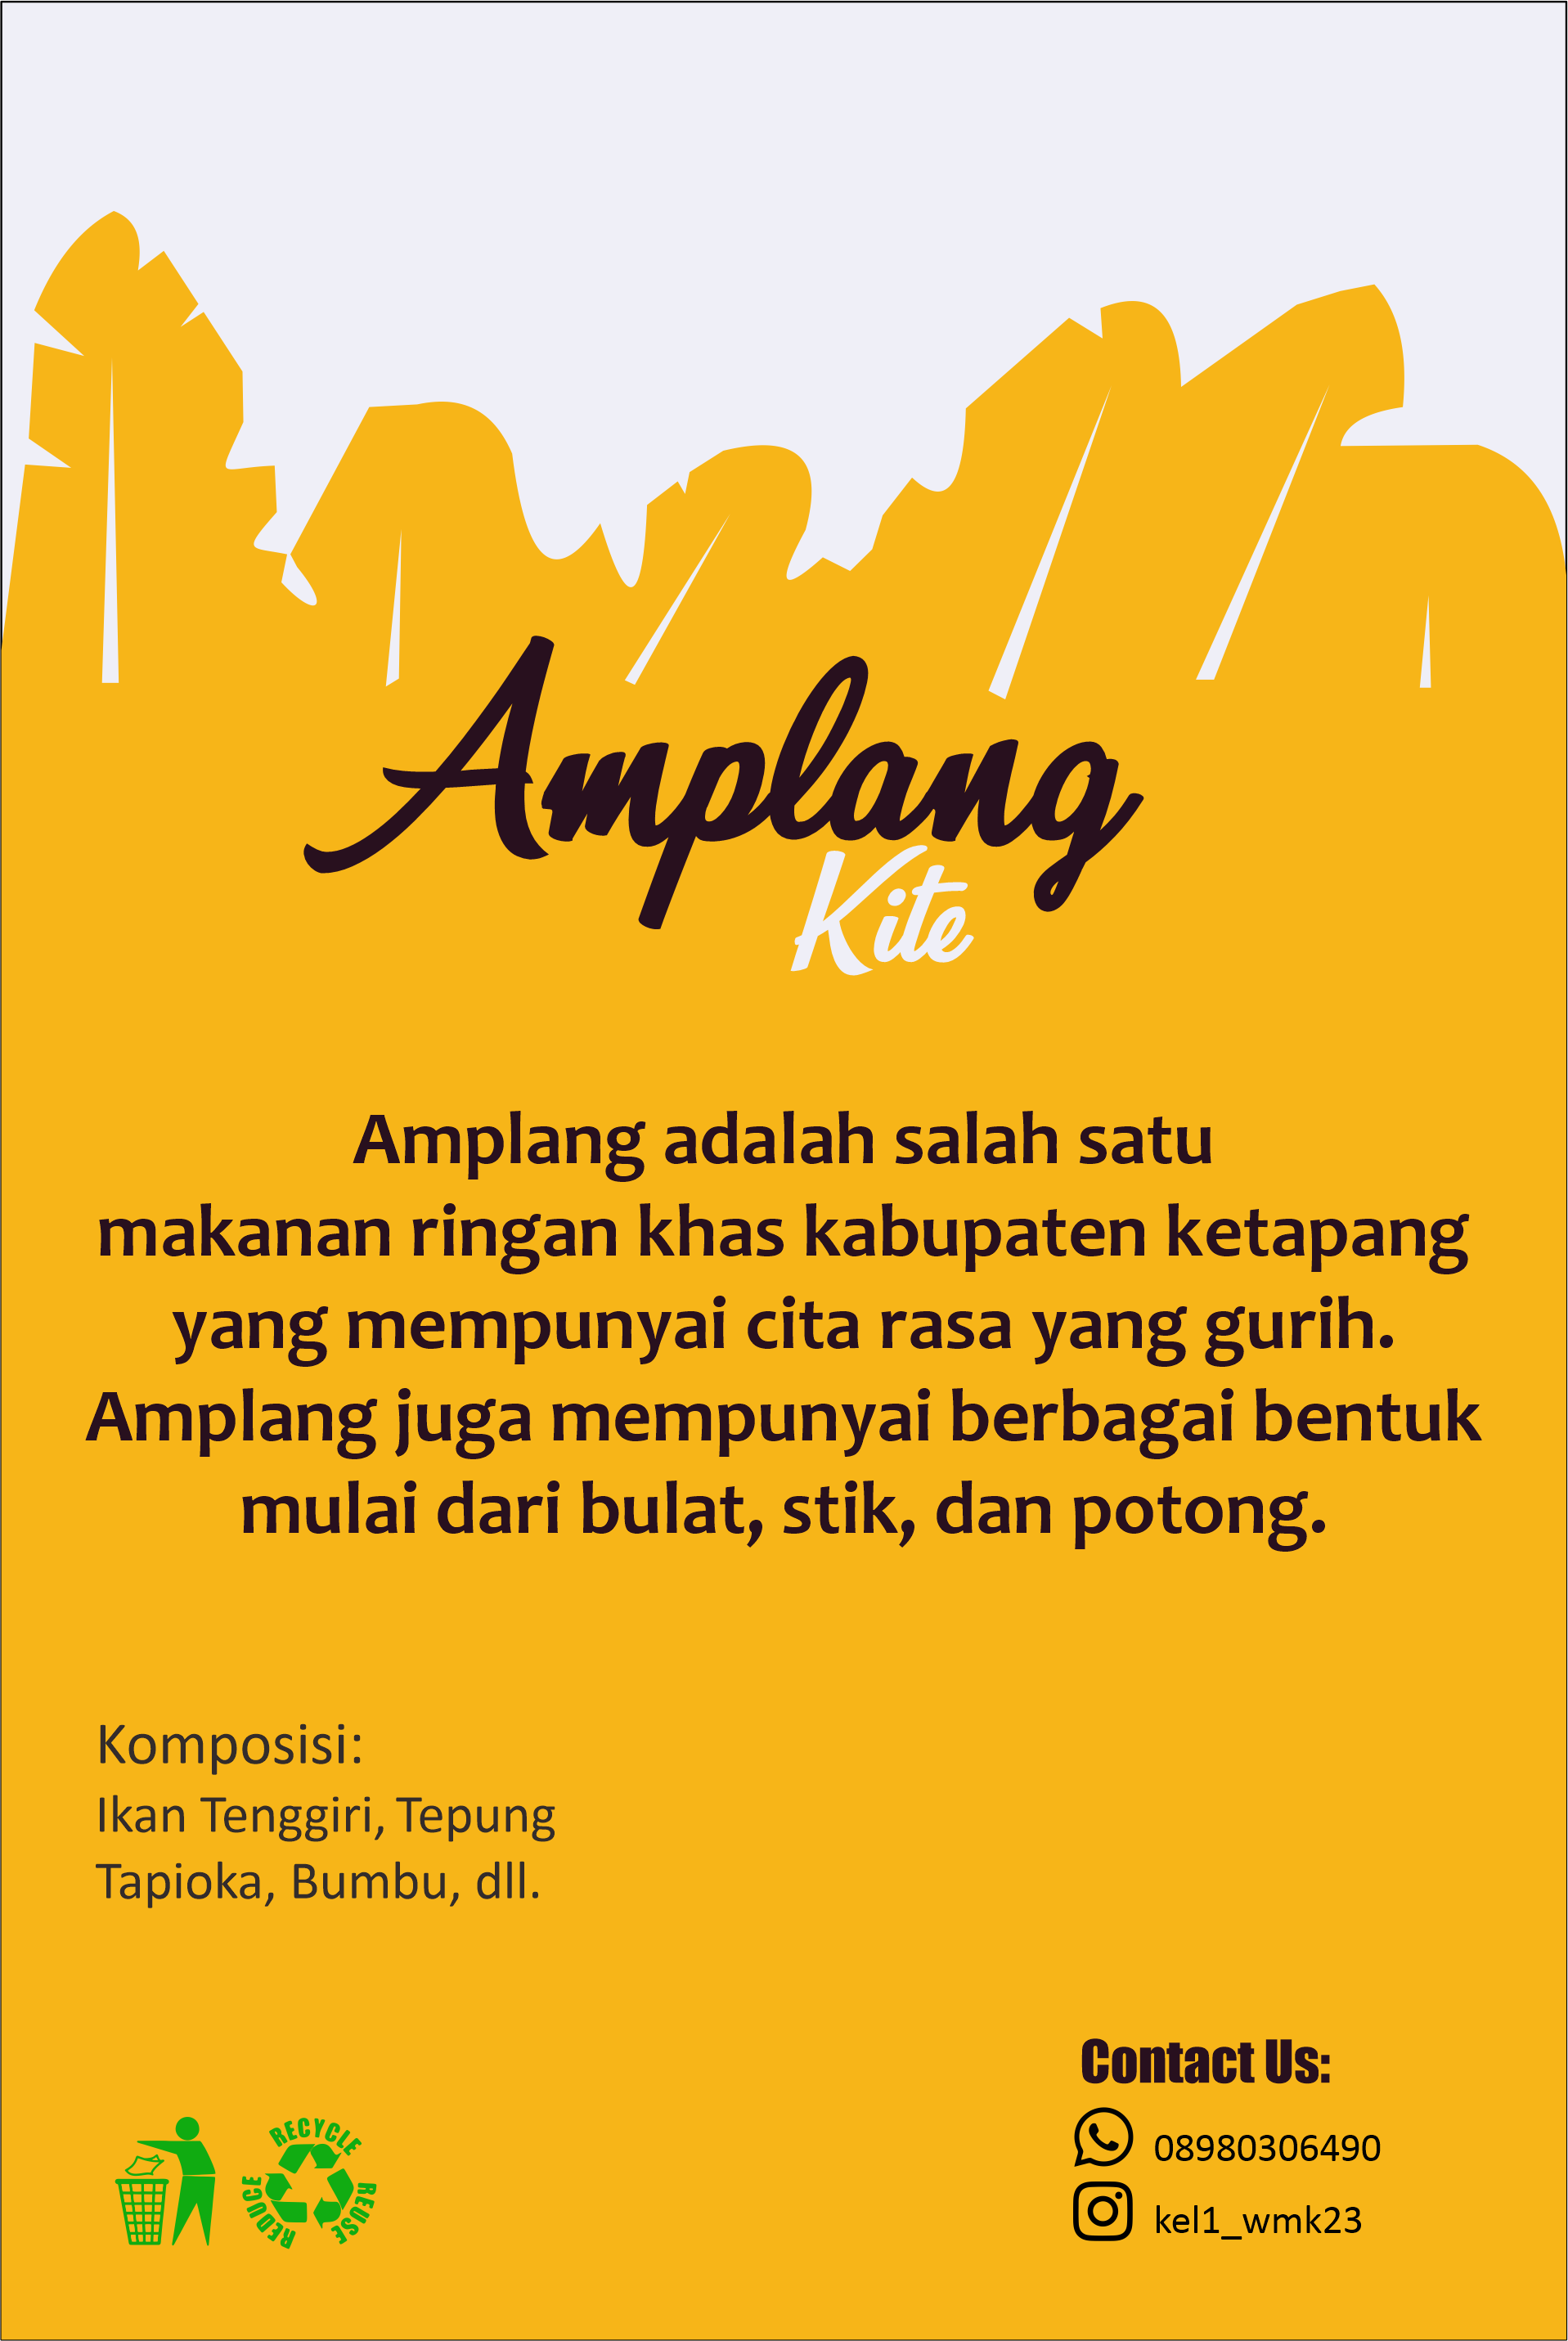 Amplang
Kite
Amplang adalah salah satu
makanan ringan khas kabupaten ketapang
yang mempunyai cita rasa yang gurih.
Amplang juga mempunyai berbagai bentuk
mulai dari bulat, stik, dan potong.
Komposisi:
Ikan Tenggiri, Tepung
Tapioka, Bumbu, dll.
Contact Us:
08980306490
kel1_wmk23
REDUCE RECYCLE REUSE